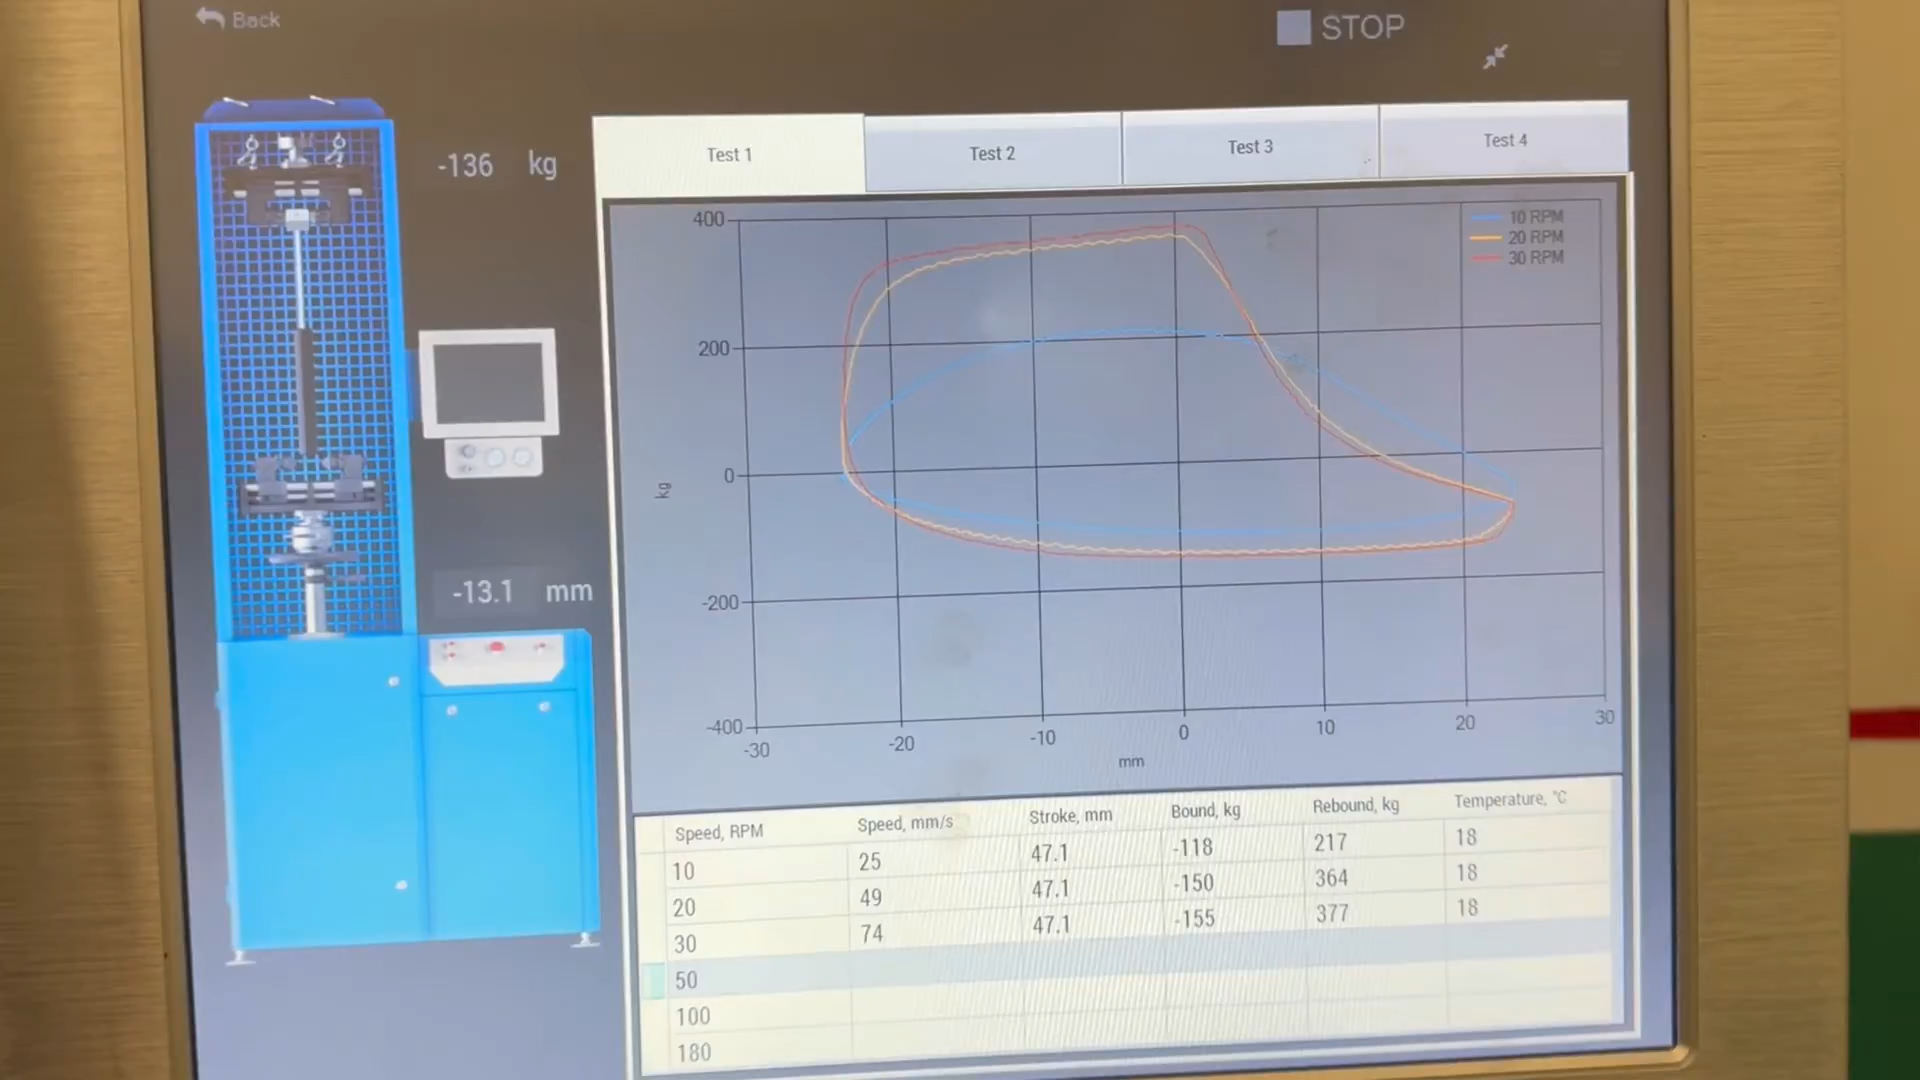 Back
STOP
-136 kg
-13.1 mm
Test 1 Test 2 Test 3 Test 4
10 RPM
20 RPM
30 RPM
400
200
0
-200
-400
kg
-30 -20 -10 0 10 20 30
mm
Speed, RPM Speed, mm/s Stroke, mm Bound, kg Rebound, kg Temperature, °C
10 25 47.1 -118 217 18
20 49 47.1 -150 364 18
30 74 47.1 -155 377 18
50
100
180